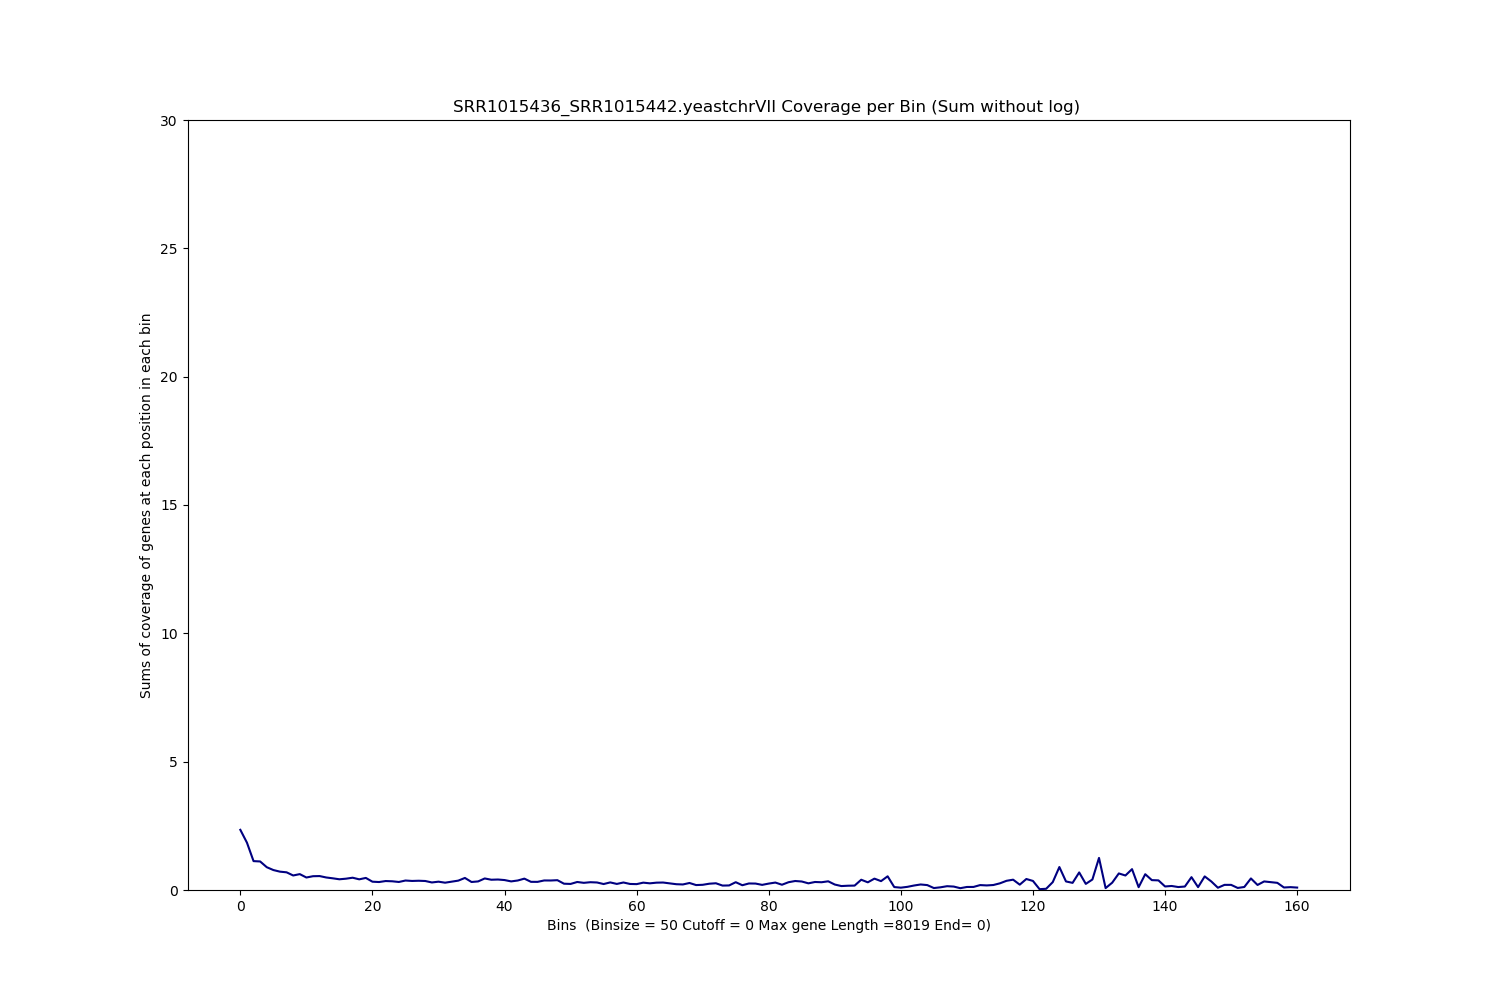 SRR1015436_SRR1015442.yeastchrVII Coverage per Bin (Sum without log)
30
25
20
15
10
5
0
Sums of coverage of genes at each position in each bin
0 20 40 60 80 100 120 140 160
Bins  (Binsize = 50 Cutoff = 0 Max gene Length =8019 End= 0)